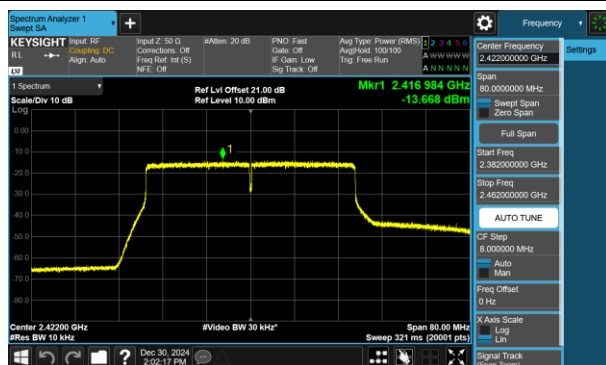 Spectrum Analyzer 1
Swept SA
Frequency
KEYSIGHT
RL
Input: RF
Coupling: DC
Align: Auto
Input Z: 50 Ω
Corrections: Off
Freq Ref: Int (S)
NFE: Off
#Atten: 20 dB
PNO: Fast
Gate: Off
IF Gain: Low
Sig Track: Off
Avg Type: Power (RMS)
Avg|Hold: 100/100
Trig: Free Run
1 2 3 4 5 6
A W W W W W
A N N N N N
1 Spectrum
Scale/Div 10 dB
Log
Ref Lvl Offset 21.00 dB
Ref Level 10.00 dBm
Mkr1 2.416 984 GHz
-13.668 dBm
0.00
-10.0
-20.0
-30.0
-40.0
-50.0
-60.0
-70.0
-80.0
1
Center 2.42200 GHz
#Res BW 10 kHz
#Video BW 30 kHz*
Span 80.00 MHz
Sweep 321 ms (20001 pts)
Center Frequency
2.422000000 GHz
Settings
Span
80.0000000 MHz
Swept Span
Zero Span
Full Span
Start Freq
2.382000000 GHz
Stop Freq
2.462000000 GHz
AUTO TUNE
CF Step
8.000000 MHz
Auto
Man
Freq Offset
0 Hz
X Axis Scale
Log
Lin
Signal Track
(Span Zoom)
?
Dec 30, 2024
2:02:17 PM